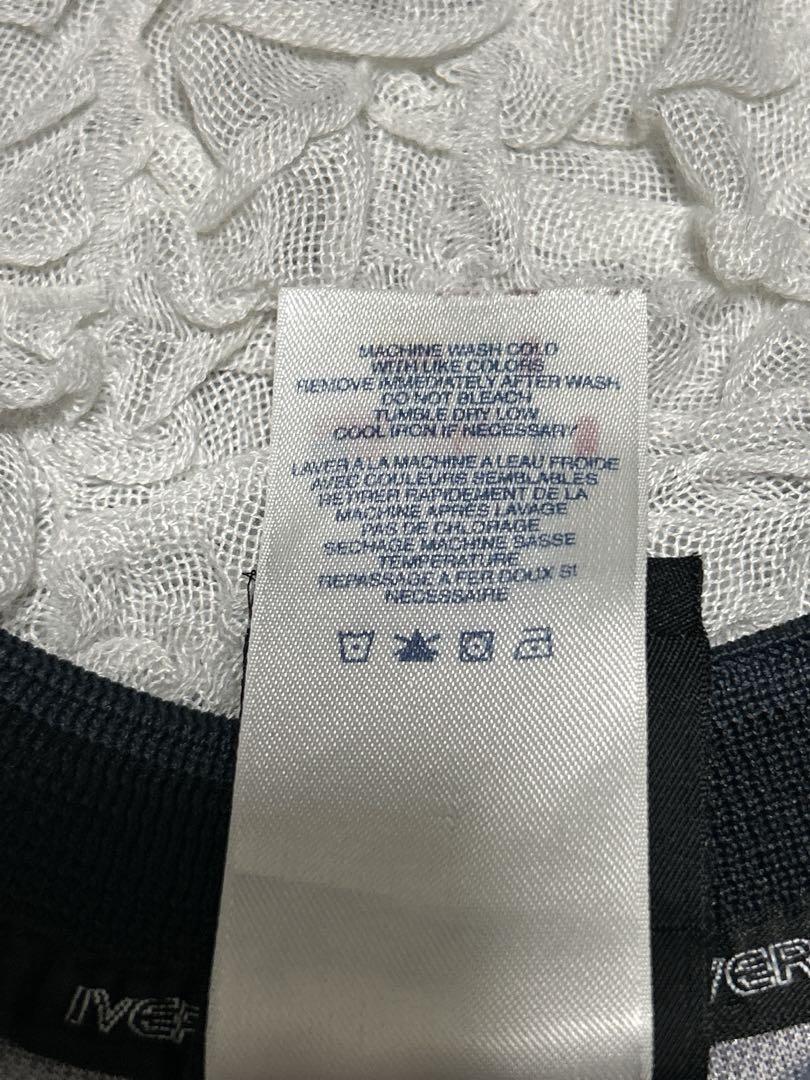 MACHINE WASH COLD
WITH LIKE COLORS
REMOVE IMMEDIATELY AFTER WASH
DO NOT BLEACH
TUMBLE DRY LOW
COOL IRON IF NECESSARY
LAVER A LA MACHINE A LEAU FROIDE
AVEC COULEURS SEMBLABLES
RETIRER RAPIDEMENT DE LA
MACHINE APRÈS LAVAGE
PAS DE CHLORAGE
SECHAGE MACHINE BASSE
TEMPERATURE
REPASSAGE A FER DOUX SI
NECESSAIRE
IVER
VER